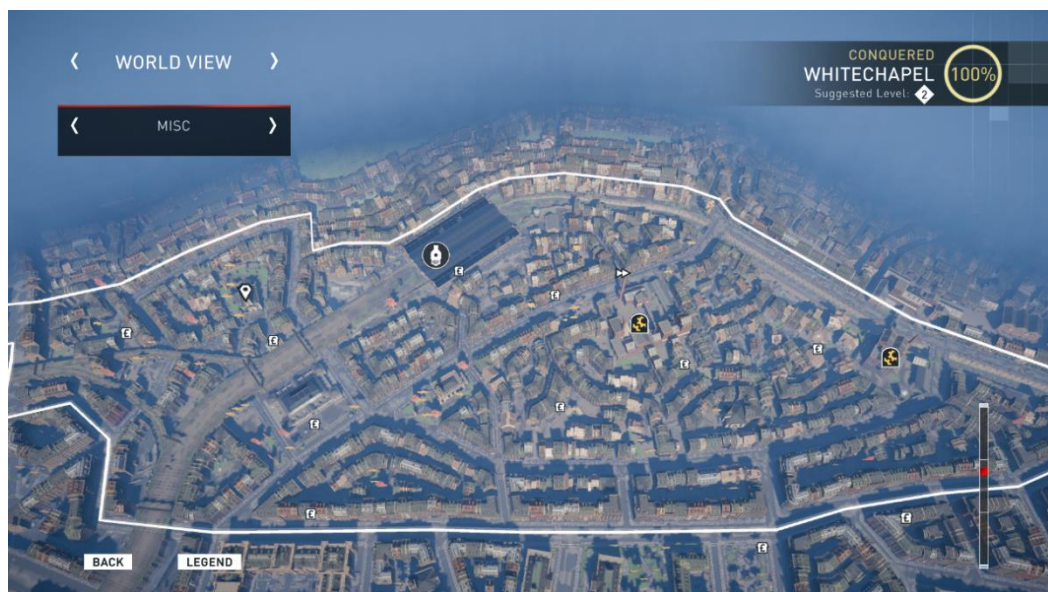 WORLD VIEW
MISC
CONQUERED
WHITECHAPEL
Suggested Level: 2
100%
£
£
£
£
£
£
£
£
£
£
£
BACK
LEGEND